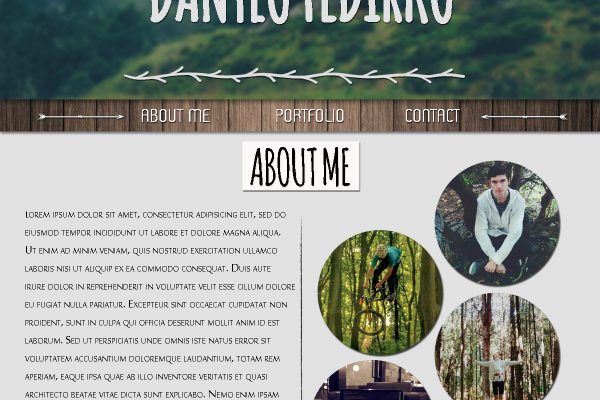 DANYLO FEDIRKO
ABOUT ME PORTFOLIO CONTACT
ABOUT ME
Lorem ipsum dolor sit amet, consectetur adipisicing elit, sed do
eiusmod tempor incididunt ut labore et dolore magna aliqua.
Ut enim ad minim veniam, quis nostrud exercitation ullamco
laboris nisi ut aliquip ex ea commodo consequat. Duis aute
irure dolor in reprehenderit in voluptate velit esse cillum dolore
eu fugiat nulla pariatur. Excepteur sint occaecat cupidatat non
proident, sunt in culpa qui officia deserunt mollit anim id est
laborum. Sed ut perspiciatis unde omnis iste natus error sit
voluptatem accusantium doloremque laudantium, totam rem
aperiam, eaque ipsa quae ab illo inventore veritatis et quasi
architecto beatae vitae dicta sunt explicabo. Nemo enim ipsam